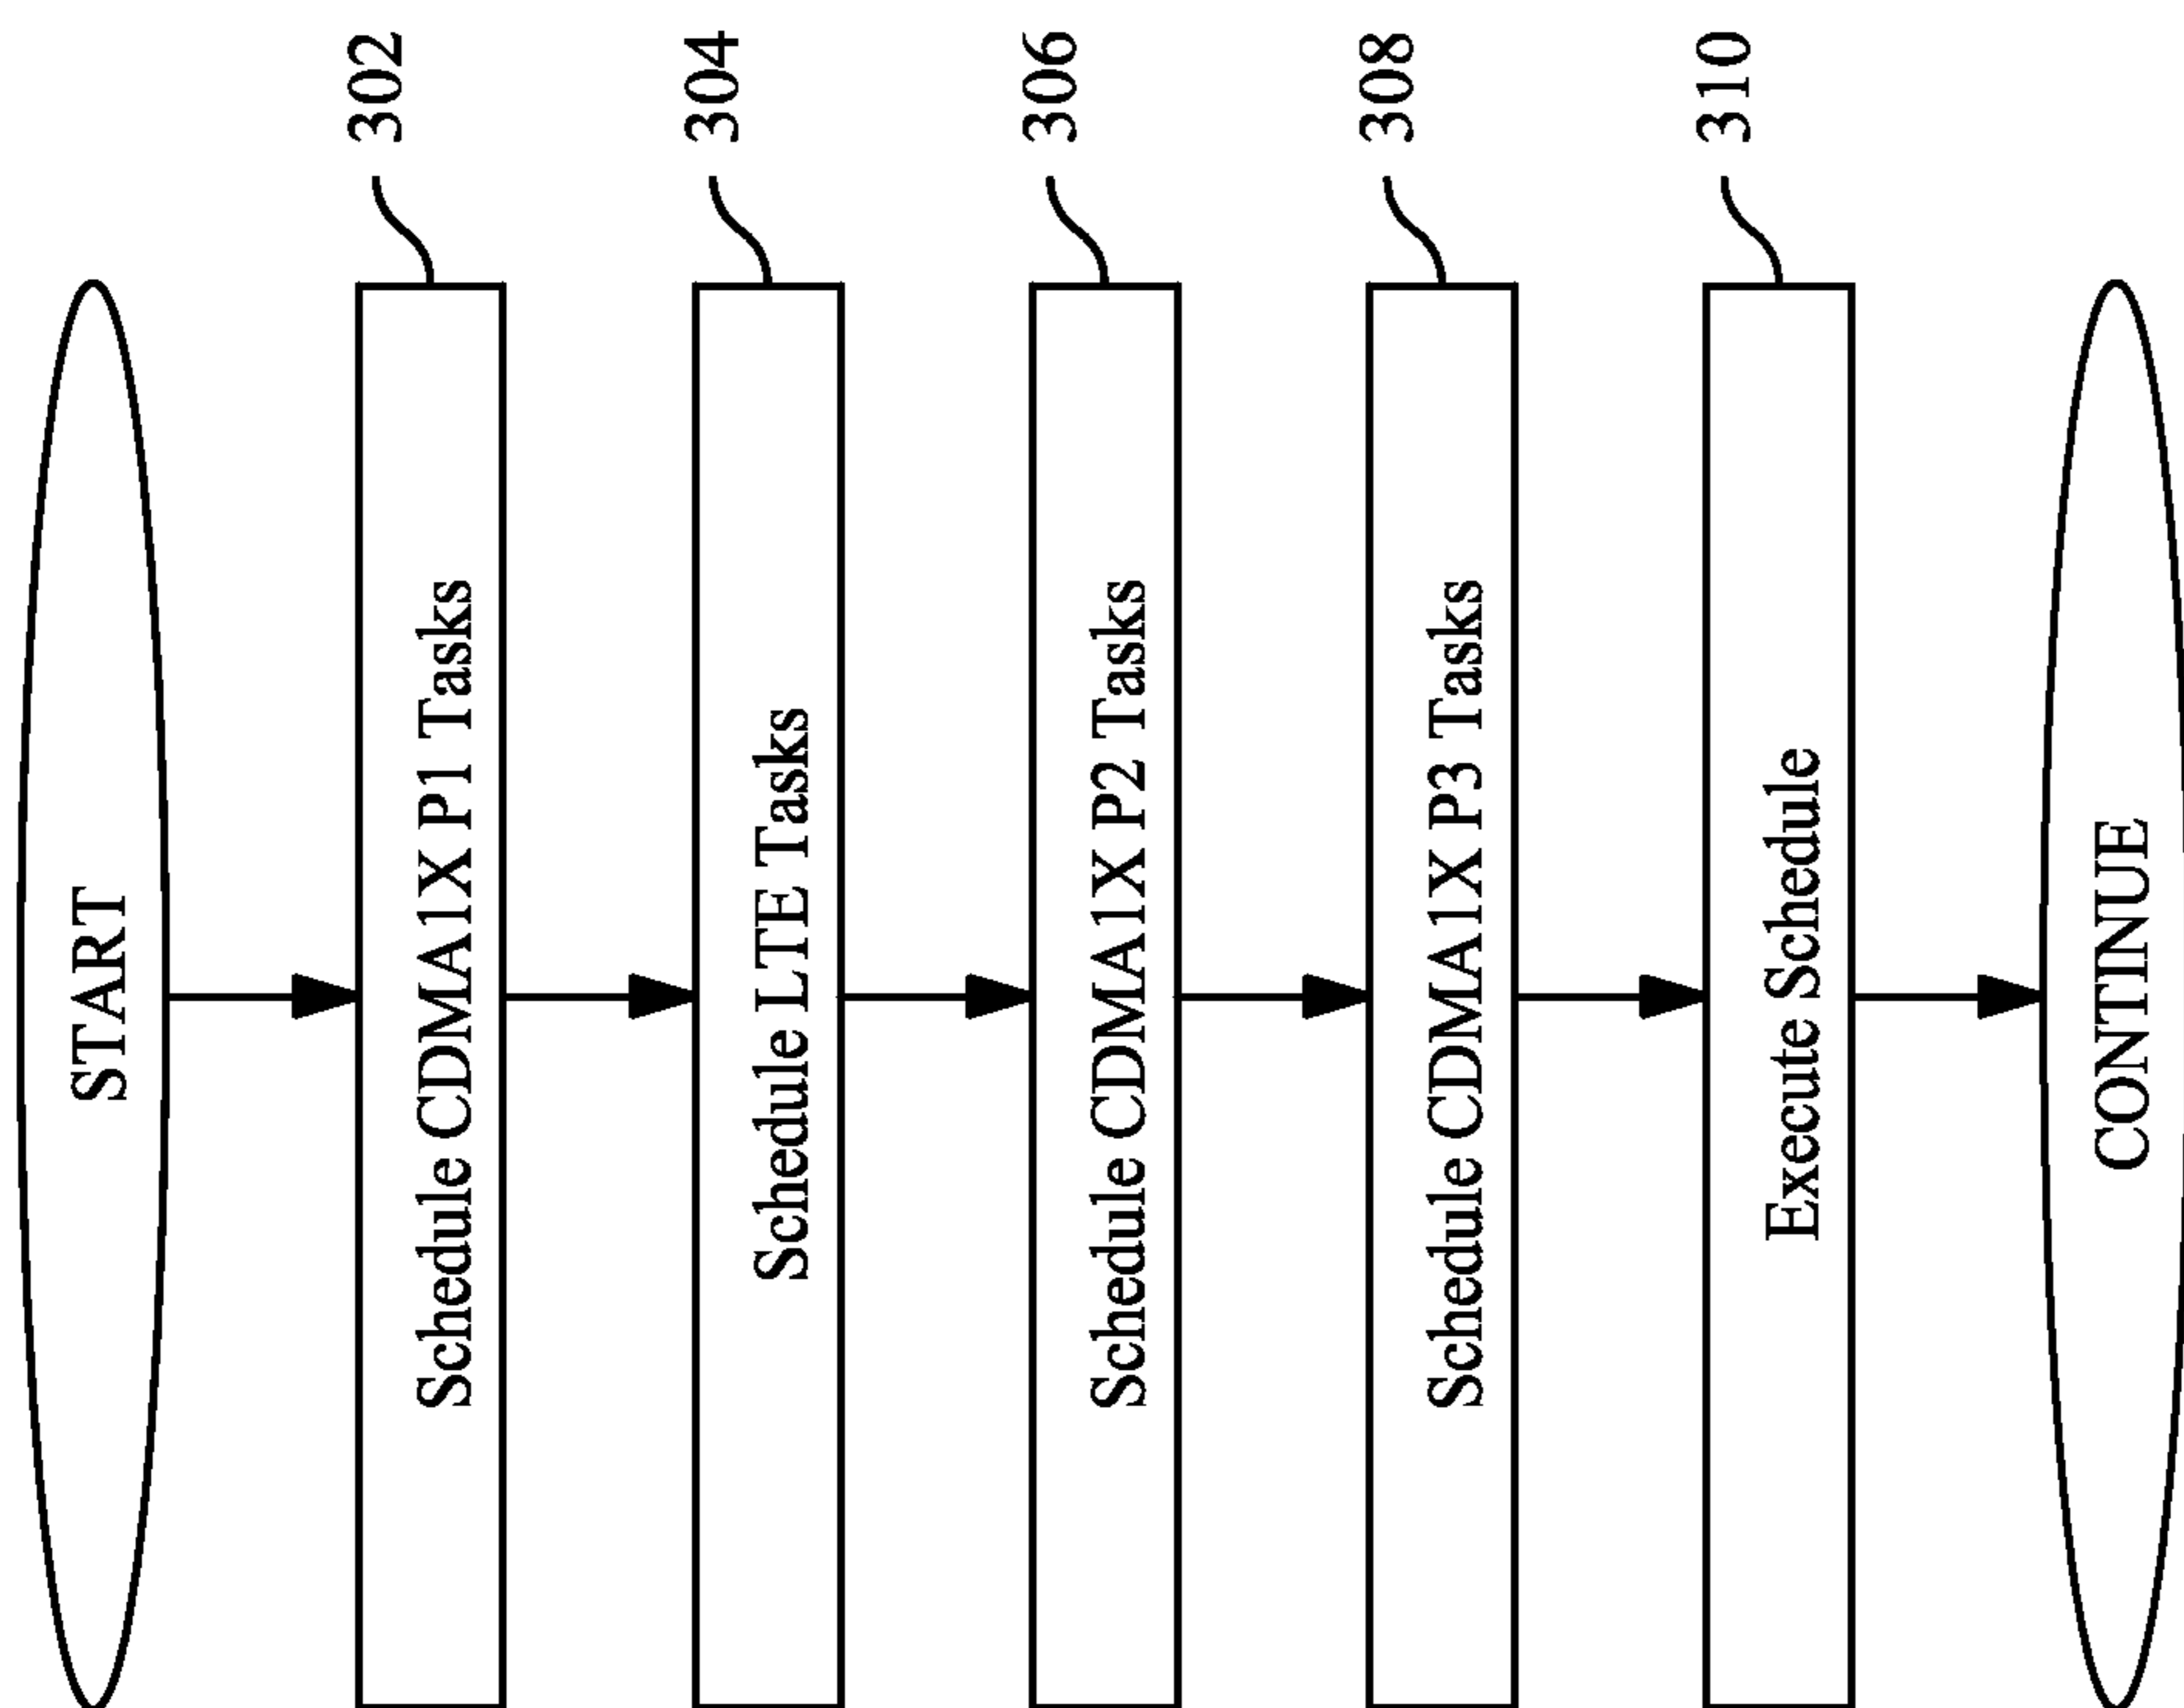 START
302
Schedule CDMA1X P1 Tasks
304
Schedule LTE Tasks
306
Schedule CDMA1X P2 Tasks
308
Schedule CDMA1X P3 Tasks
310
Execute Schedule
CONTINUE